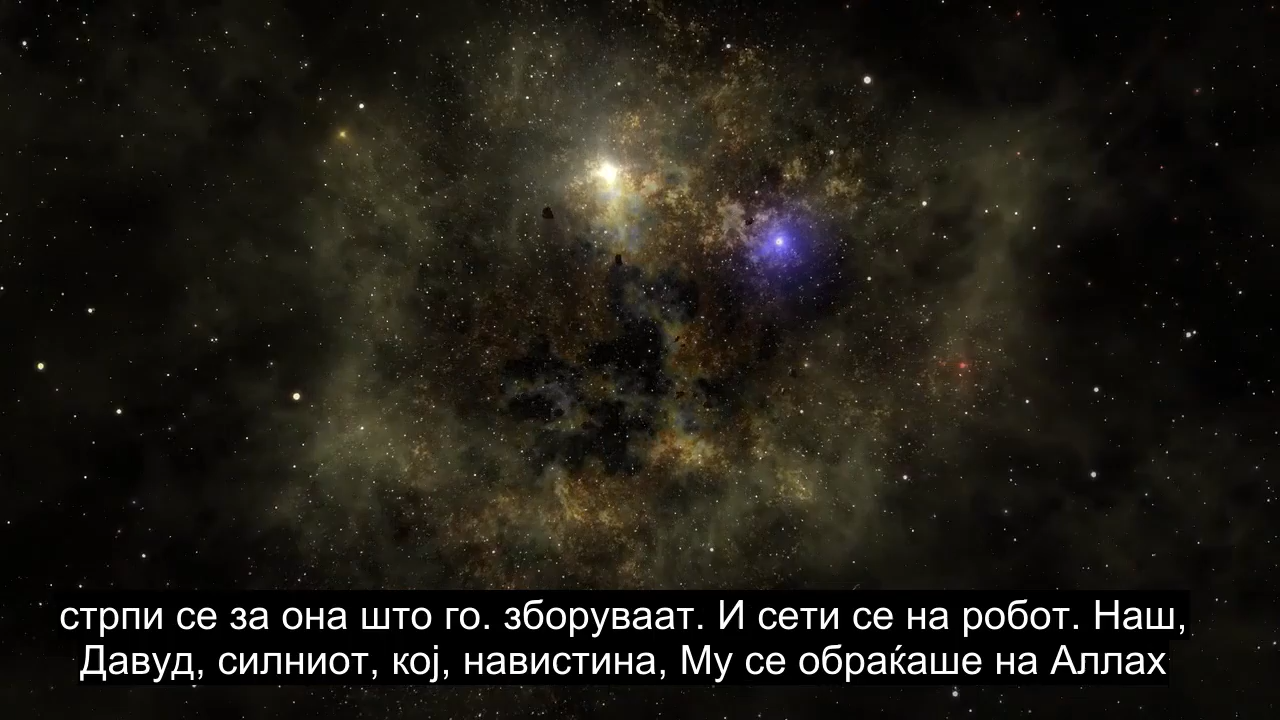 стрпи се за она што го. зборуваат. И сети се на робот. Наш,
Давуд, силниот, кој, навистина, Му се обраќаше на Аллах